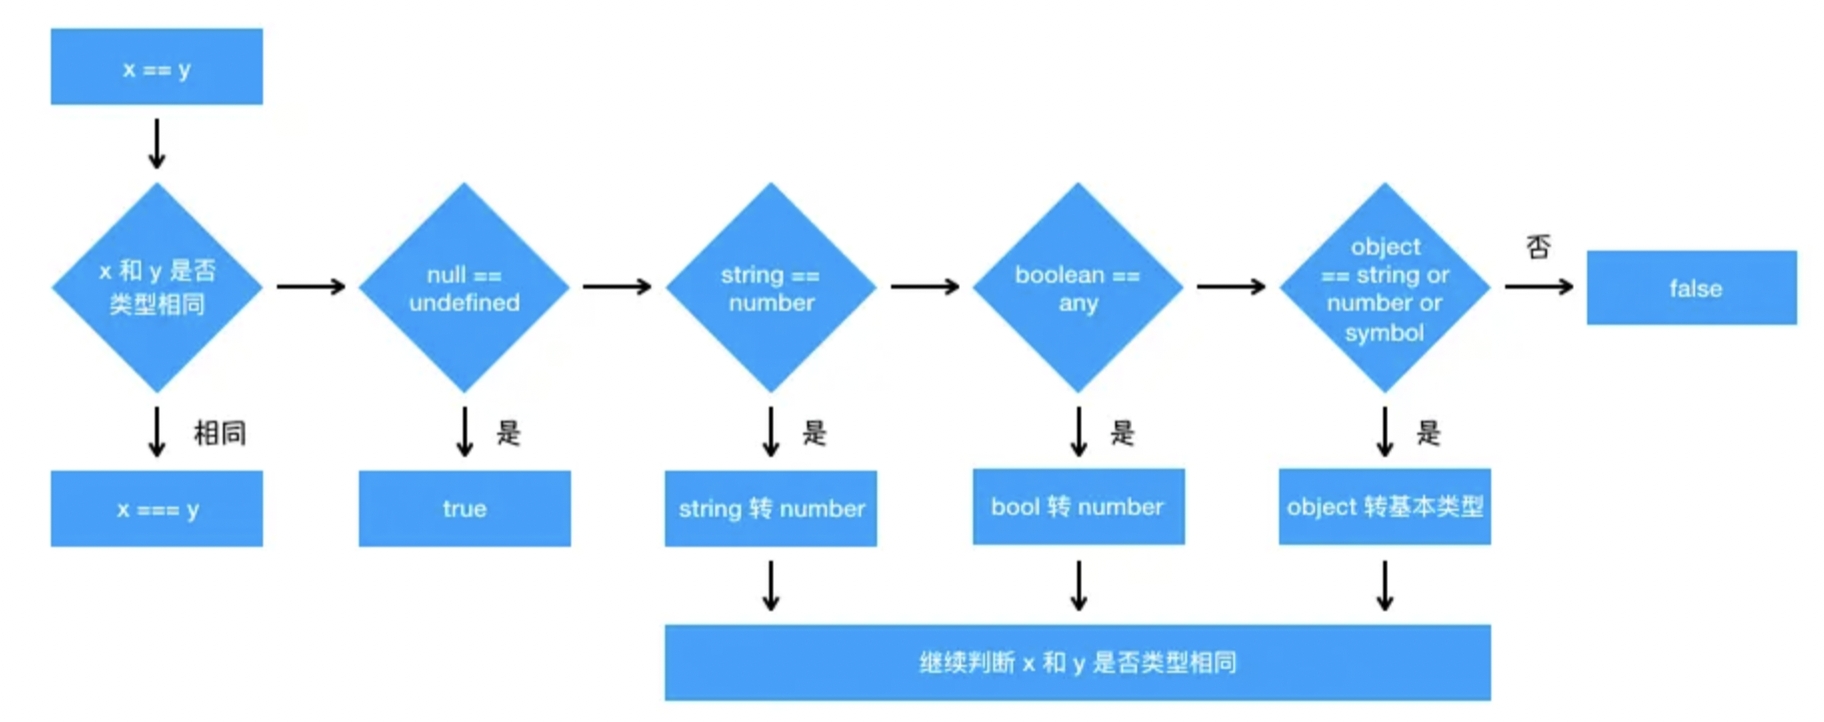 x == y
x 和 y 是否
类型相同
null ==
undefined
string ==
number
boolean ==
any
object
== string or
number or
symbol
否
false
相同
是
是
是
是
x === y
true
string 转 number
bool 转 number
object 转基本类型
继续判断 x 和 y 是否类型相同